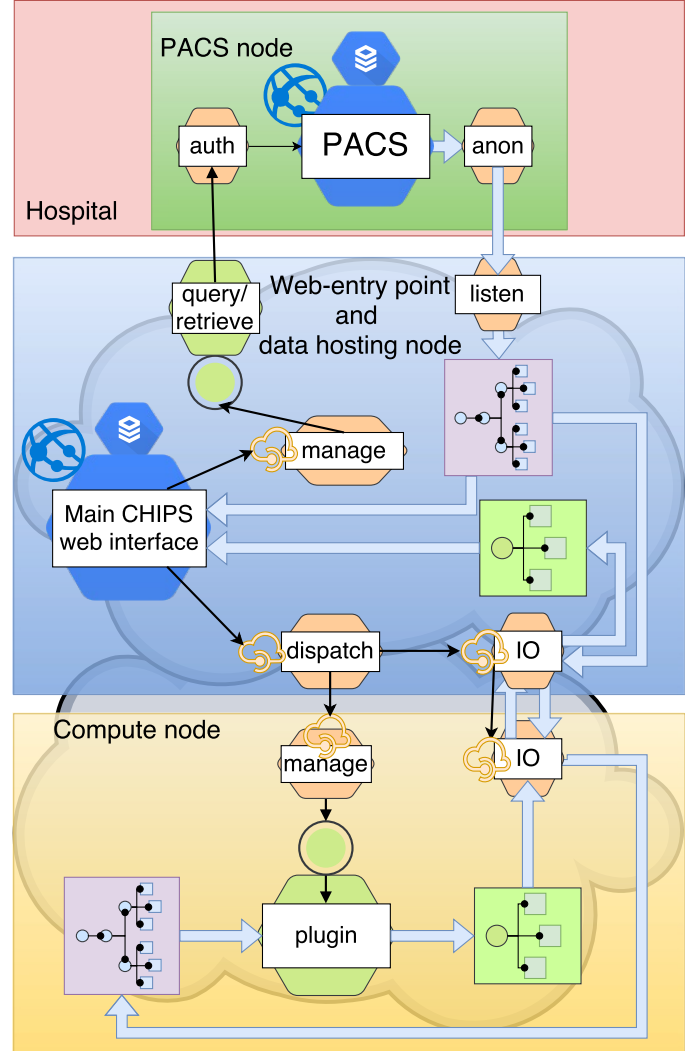 PACS node
auth
PACS
anon
Hospital
query/
retrieve
Web-entry point
and
data hosting node
listen
manage
Main CHIPS
web interface
dispatch
IO
Compute node
manage
IO
plugin